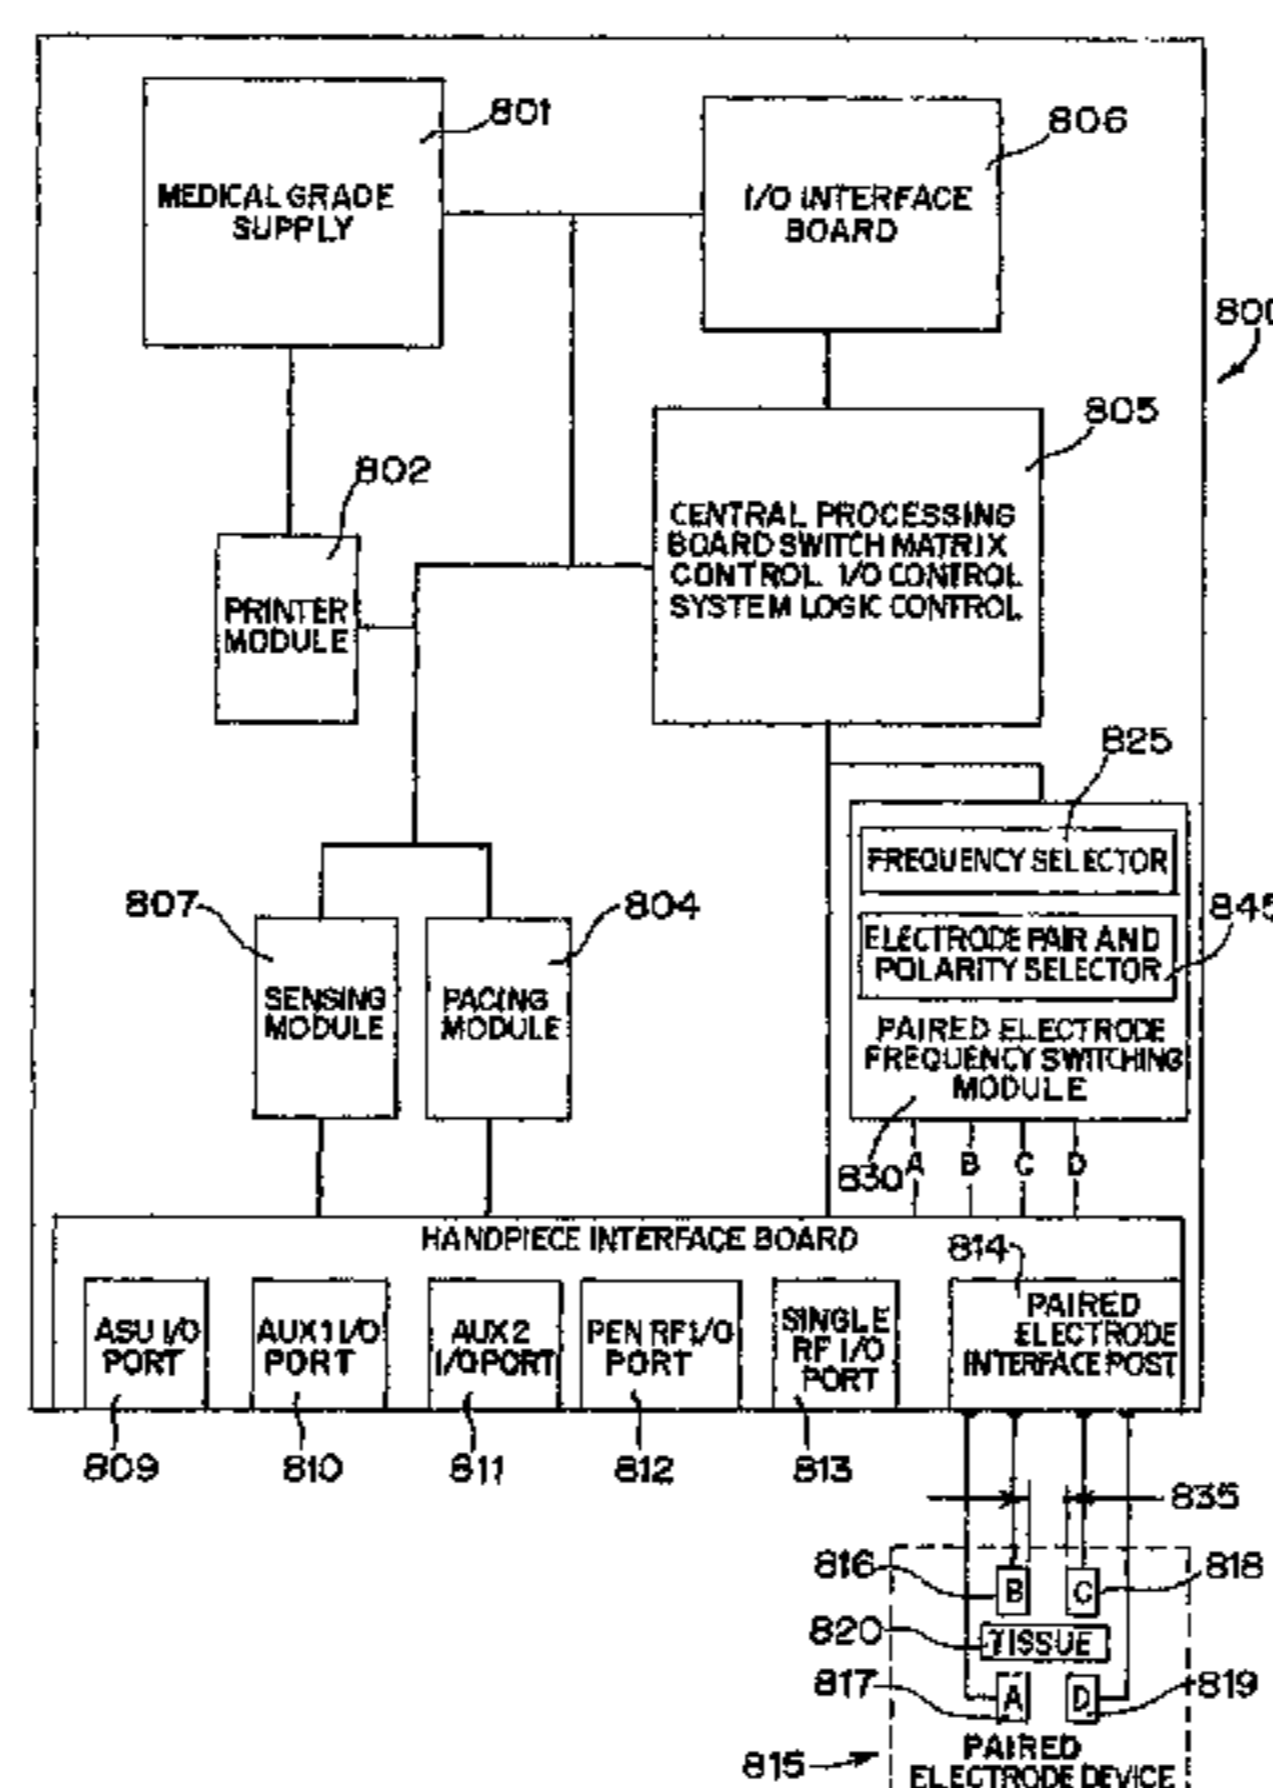 801
806
MEDICAL GRADE
SUPPLY
I/O INTERFACE
BOARD
805
802
CENTRAL PROCESSING
BOARD SWITCH MATRIX
CONTROL I/O CONTROL
SYSTEM LOGIC CONTROL
PRINTER
MODULE
825
FREQUENCY SELECTOR
807
804
845
ELECTRODE PAIR AND
POLARITY SELECTOR
SENSING
MODULE
PACING
MODULE
PAIRED ELECTRODE
FREQUENCY SWITCHING
MODULE
830
A B C D
HANDPIECE INTERFACE BOARD
814
ASU I/O
PORT
AUX 1 I/O
PORT
AUX 2
I/O PORT
PEN RF I/O
PORT
SINGLE
RF I/O
PORT
PAIRED
ELECTRODE
INTERFACE POST
809
810
811
812
813
835
816
B
C
818
820
TISSUE
817
A
D
819
815
PAIRED
ELECTRODE DEVICE